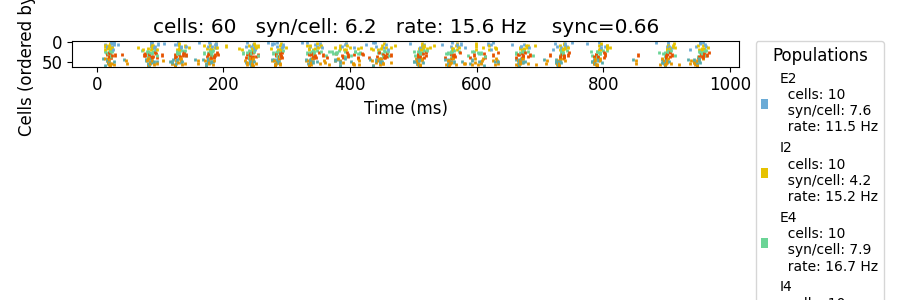 cells: 60 syn/cell: 6.2 rate: 15.6 Hz sync=0.66
Cells (ordered by
0
50
0 200 400 600 800 1000
Time (ms)
Populations
E2
cells: 10
syn/cell: 7.6
rate: 11.5 Hz
I2
cells: 10
syn/cell: 4.2
rate: 15.2 Hz
E4
cells: 10
syn/cell: 7.9
rate: 16.7 Hz
I4